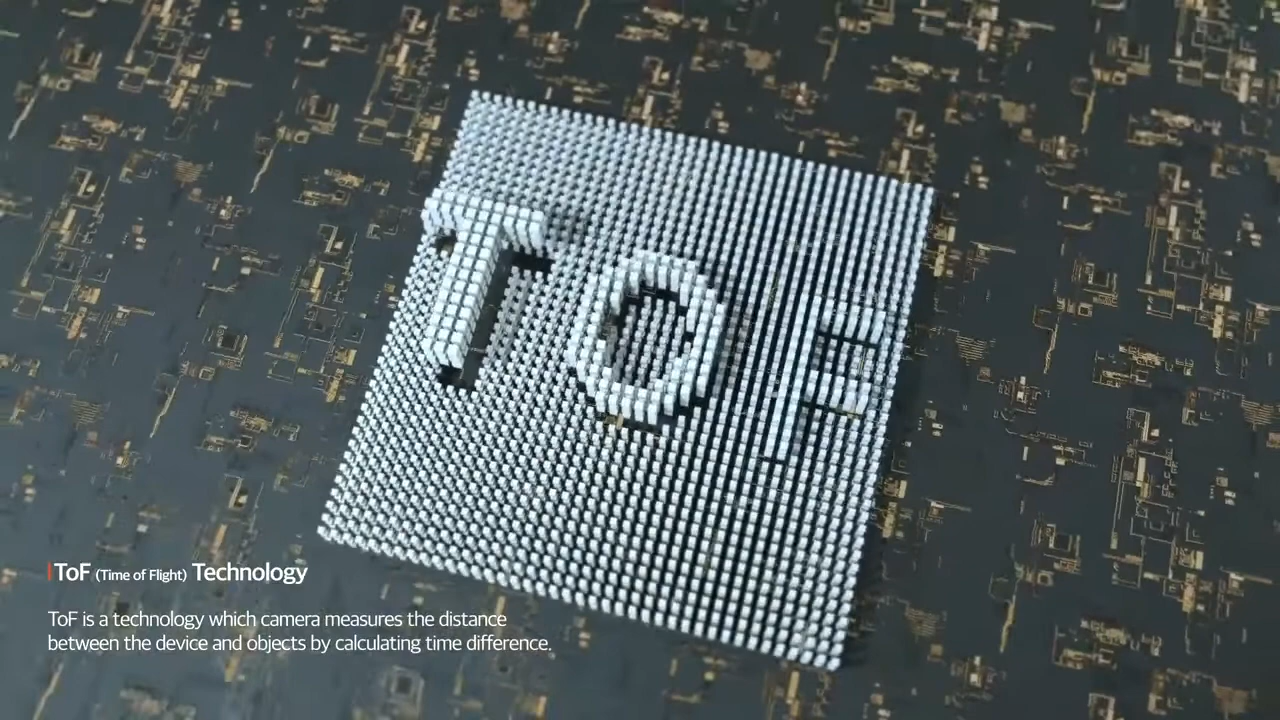 TOF
ToF (Time of Flight) Technology
ToF is a technology which camera measures the distance
between the device and objects by calculating time difference.